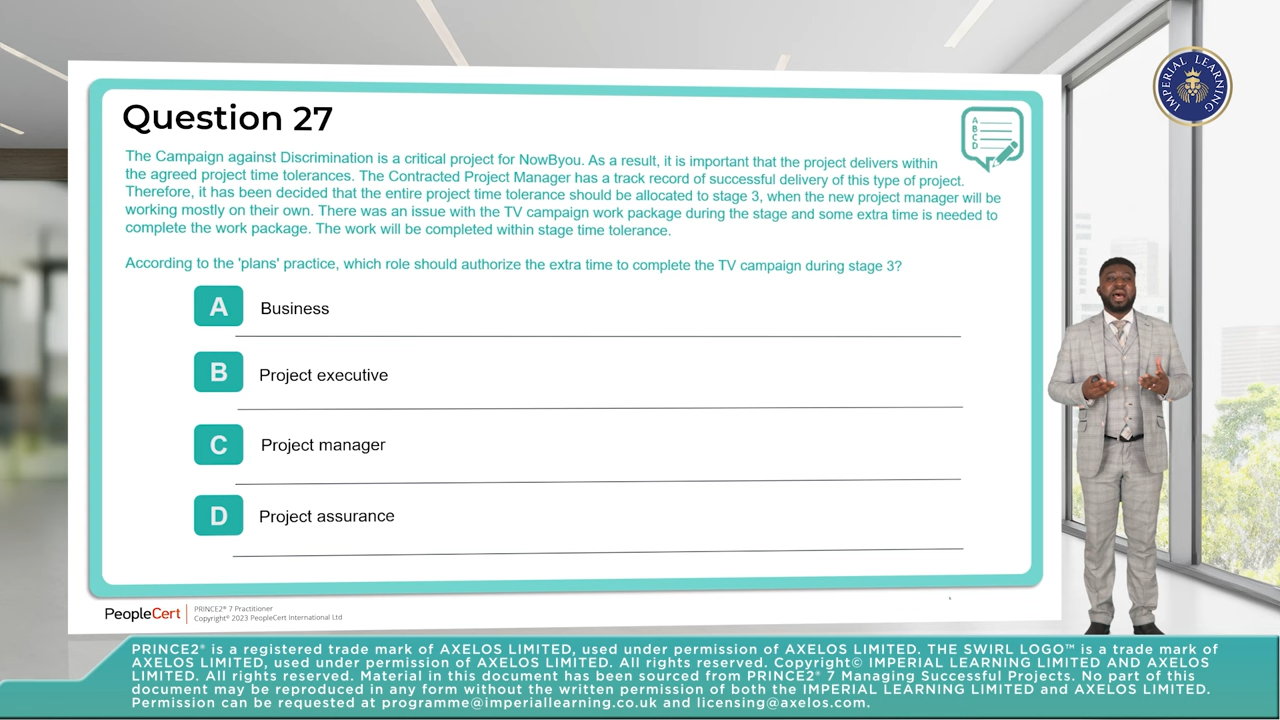 IMPERIAL LEARNING
Question 27
A
B
C
D
The Campaign against Discrimination is a critical project for NowByou. As a result, it is important that the project delivers within
the agreed project time tolerances. The Contracted Project Manager has a track record of successful delivery of this type of project.
Therefore, it has been decided that the entire project time tolerance should be allocated to stage 3, when the new project manager will be
working mostly on their own. There was an issue with the TV campaign work package during the stage and some extra time is needed to
complete the work package. The work will be completed within stage time tolerance.
According to the 'plans' practice, which role should authorize the extra time to complete the TV campaign during stage 3?
A Business
B Project executive
C Project manager
D Project assurance
PeopleCert
PRINCE2® 7 Practitioner
Copyright© 2023 PeopleCert International Ltd
PRINCE2® is a registered trade mark of AXELOS LIMITED, used under permission of AXELOS LIMITED. THE SWIRL LOGO™ is a trade mark of
AXELOS LIMITED, used under permission of AXELOS LIMITED. All rights reserved. Copyright© IMPERIAL LEARNING LIMITED AND AXELOS
LIMITED. All rights reserved. Material in this document has been sourced from PRINCE2® 7 Managing Successful Projects. No part of this
document may be reproduced in any form without the written permission of both the IMPERIAL LEARNING LIMITED and AXELOS LIMITED.
Permission can be requested at programme@imperiallearning.co.uk and licensing@axelos.com.